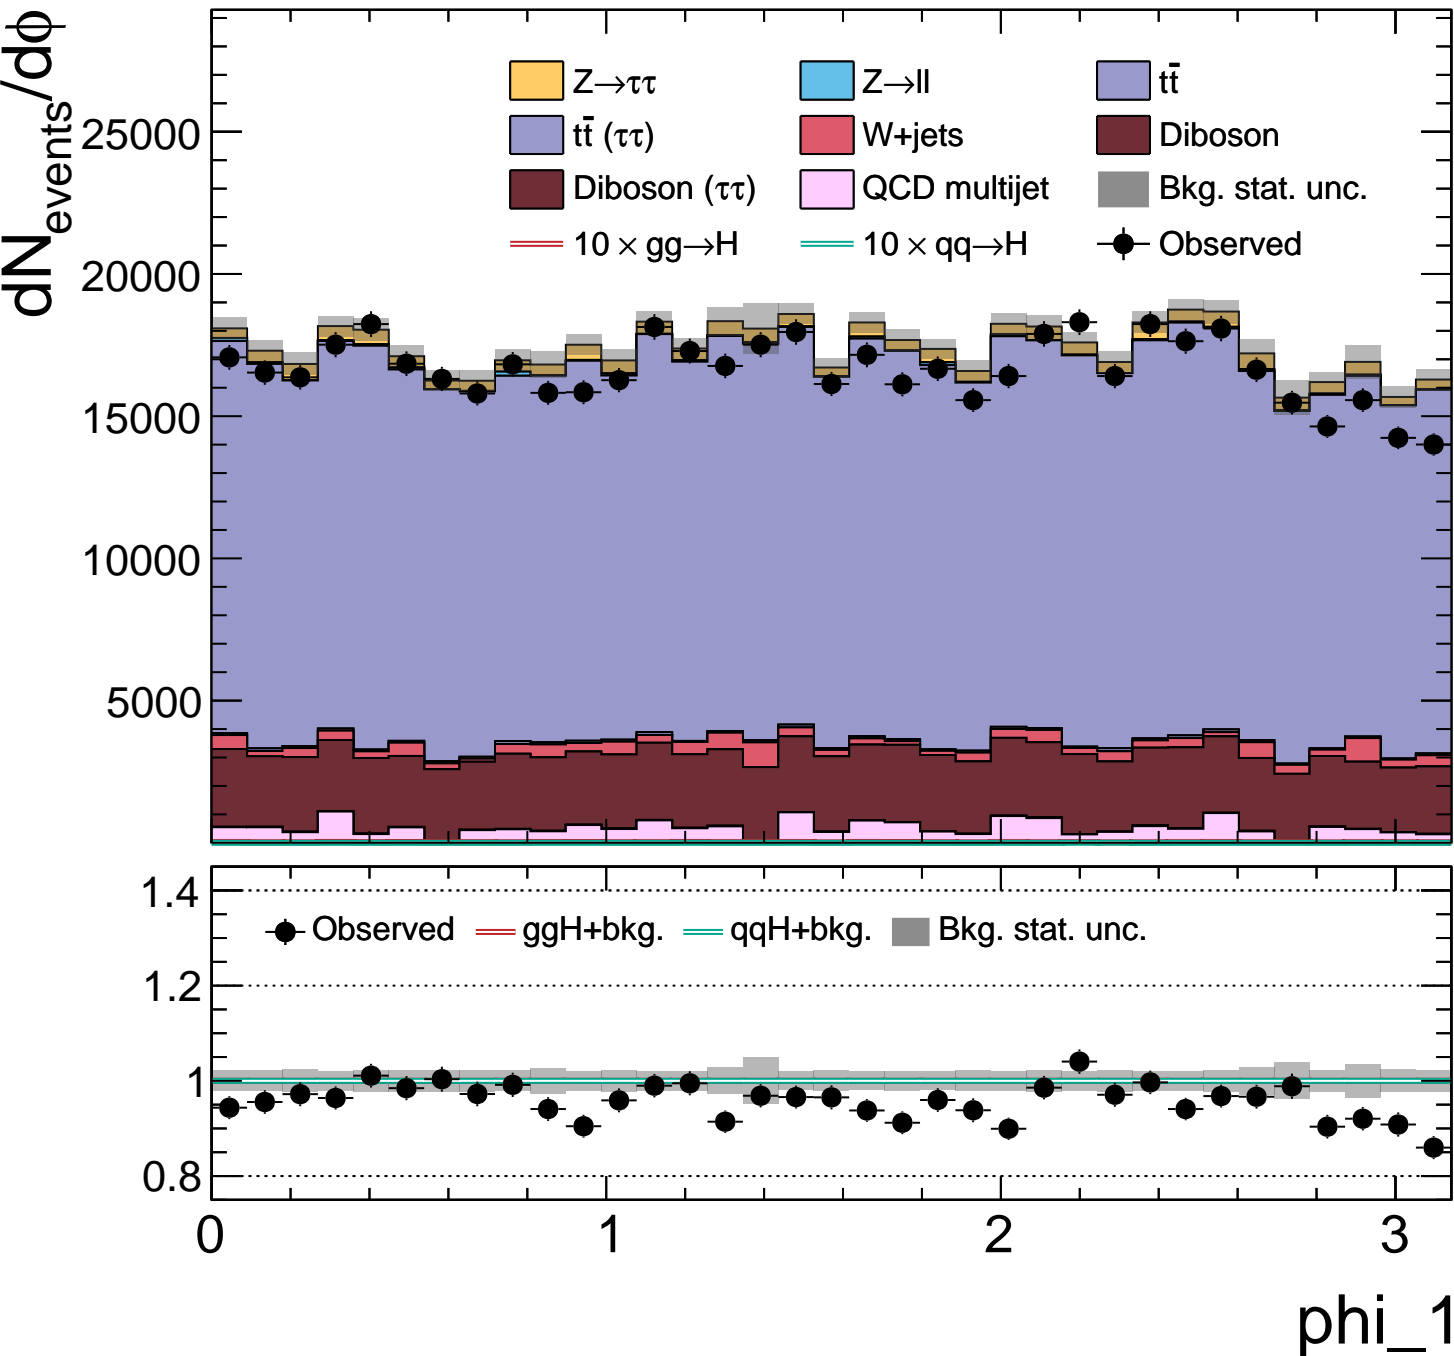 dN_events/dϕ
25000
20000
15000
10000
5000
Z→ττ Z→ll tt̄
tt̄ (ττ) W+jets Diboson
Diboson (ττ) QCD multijet Bkg. stat. unc.
10 × gg→H 10 × qq→H Observed
1.4
1.2
1
0.8
Observed ggH+bkg. qqH+bkg. Bkg. stat. unc.
0 1 2 3
phi_1